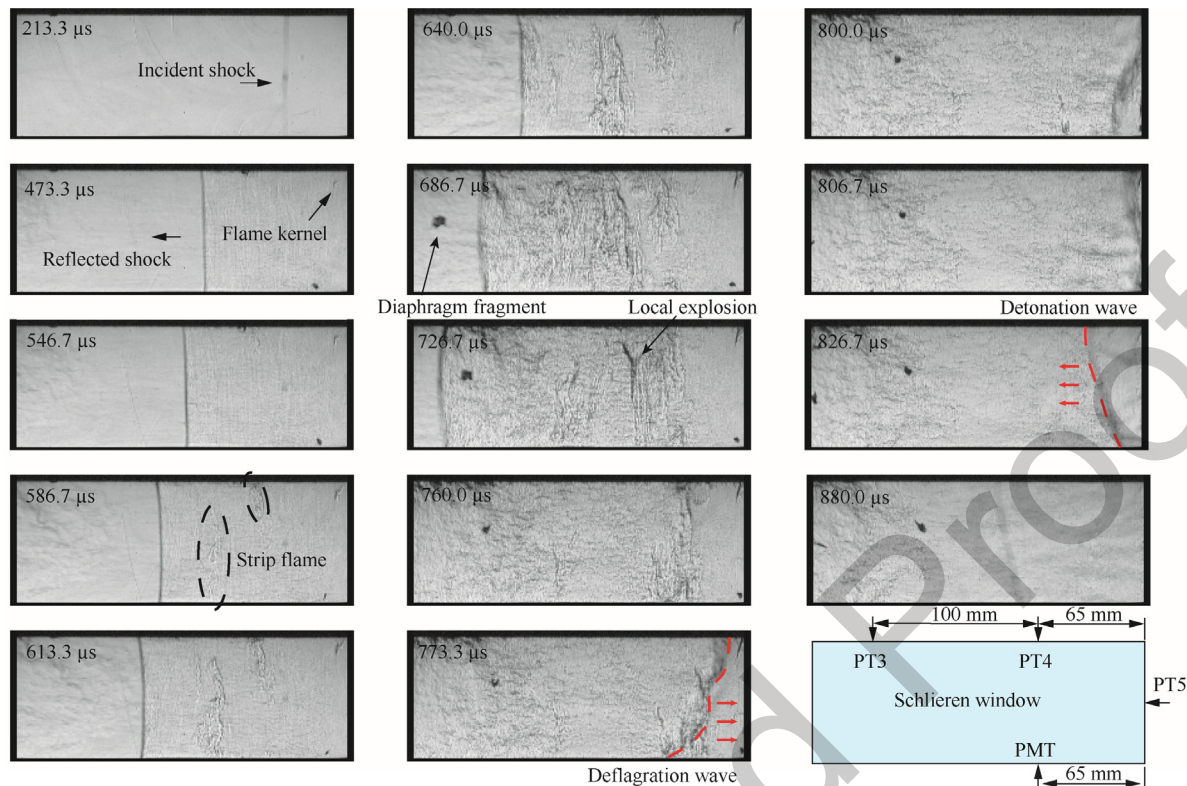 213.3 µs
Incident shock
473.3 µs
Flame kernel
Reflected shock
546.7 µs
586.7 µs
Strip flame
613.3 µs
640.0 µs
686.7 µs
Diaphragm fragment
Local explosion
726.7 µs
760.0 µs
773.3 µs
Deflagration wave
800.0 µs
806.7 µs
Detonation wave
826.7 µs
880.0 µs
100 mm
65 mm
PT3
PT4
PT5
Schlieren window
PMT
65 mm
d Proof